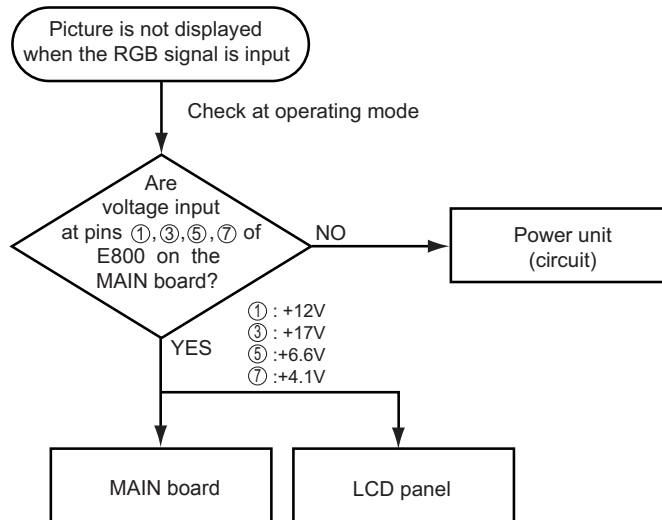 Picture is not displayed
when the RGB signal is input
Check at operating mode
Are
voltage input
at pins ①,③,⑤,⑦ of
E800 on the
MAIN board?
NO
Power unit
(circuit)
① : +12V
③ : +17V
⑤ :+6.6V
⑦ :+4.1V
YES
MAIN board
LCD panel